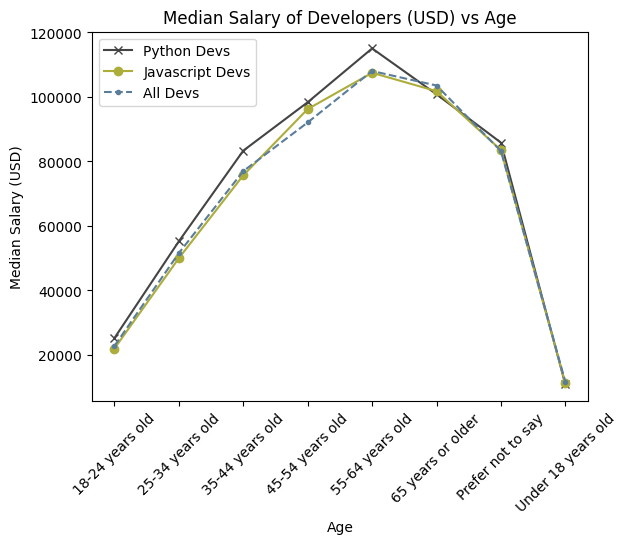 Median Salary of Developers (USD) vs Age
Python Devs
Javascript Devs
All Devs
Median Salary (USD)
120000
100000
80000
60000
40000
20000
18-24 years old
25-34 years old
35-44 years old
45-54 years old
55-64 years old
65 years or older
Prefer not to say
Under 18 years old
Age